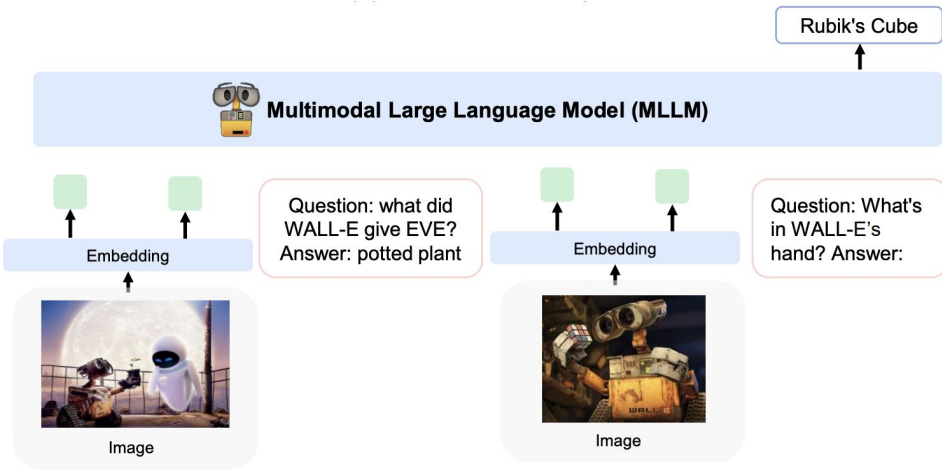 Rubik's Cube
Multimodal Large Language Model (MLLM)
Question: what did
WALL-E give EVE?
Answer: potted plant
Question: What's
in WALL-E's
hand? Answer:
Embedding
Embedding
WALL E
Image
Image